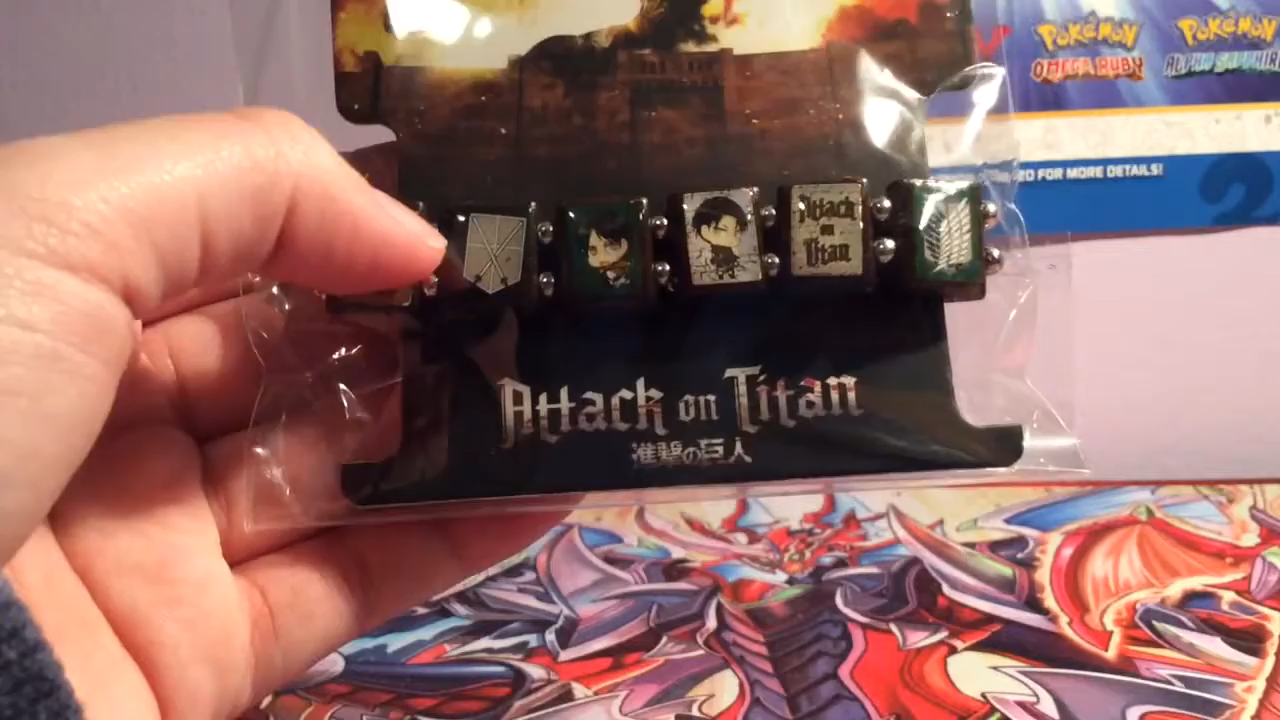 POKÉMON
OMEGA RUBY
POKÉMON
ALPHA SAPPHIRE
FOR MORE DETAILS!
2
Attack
on
Titan
Attack on Titan
進撃の巨人